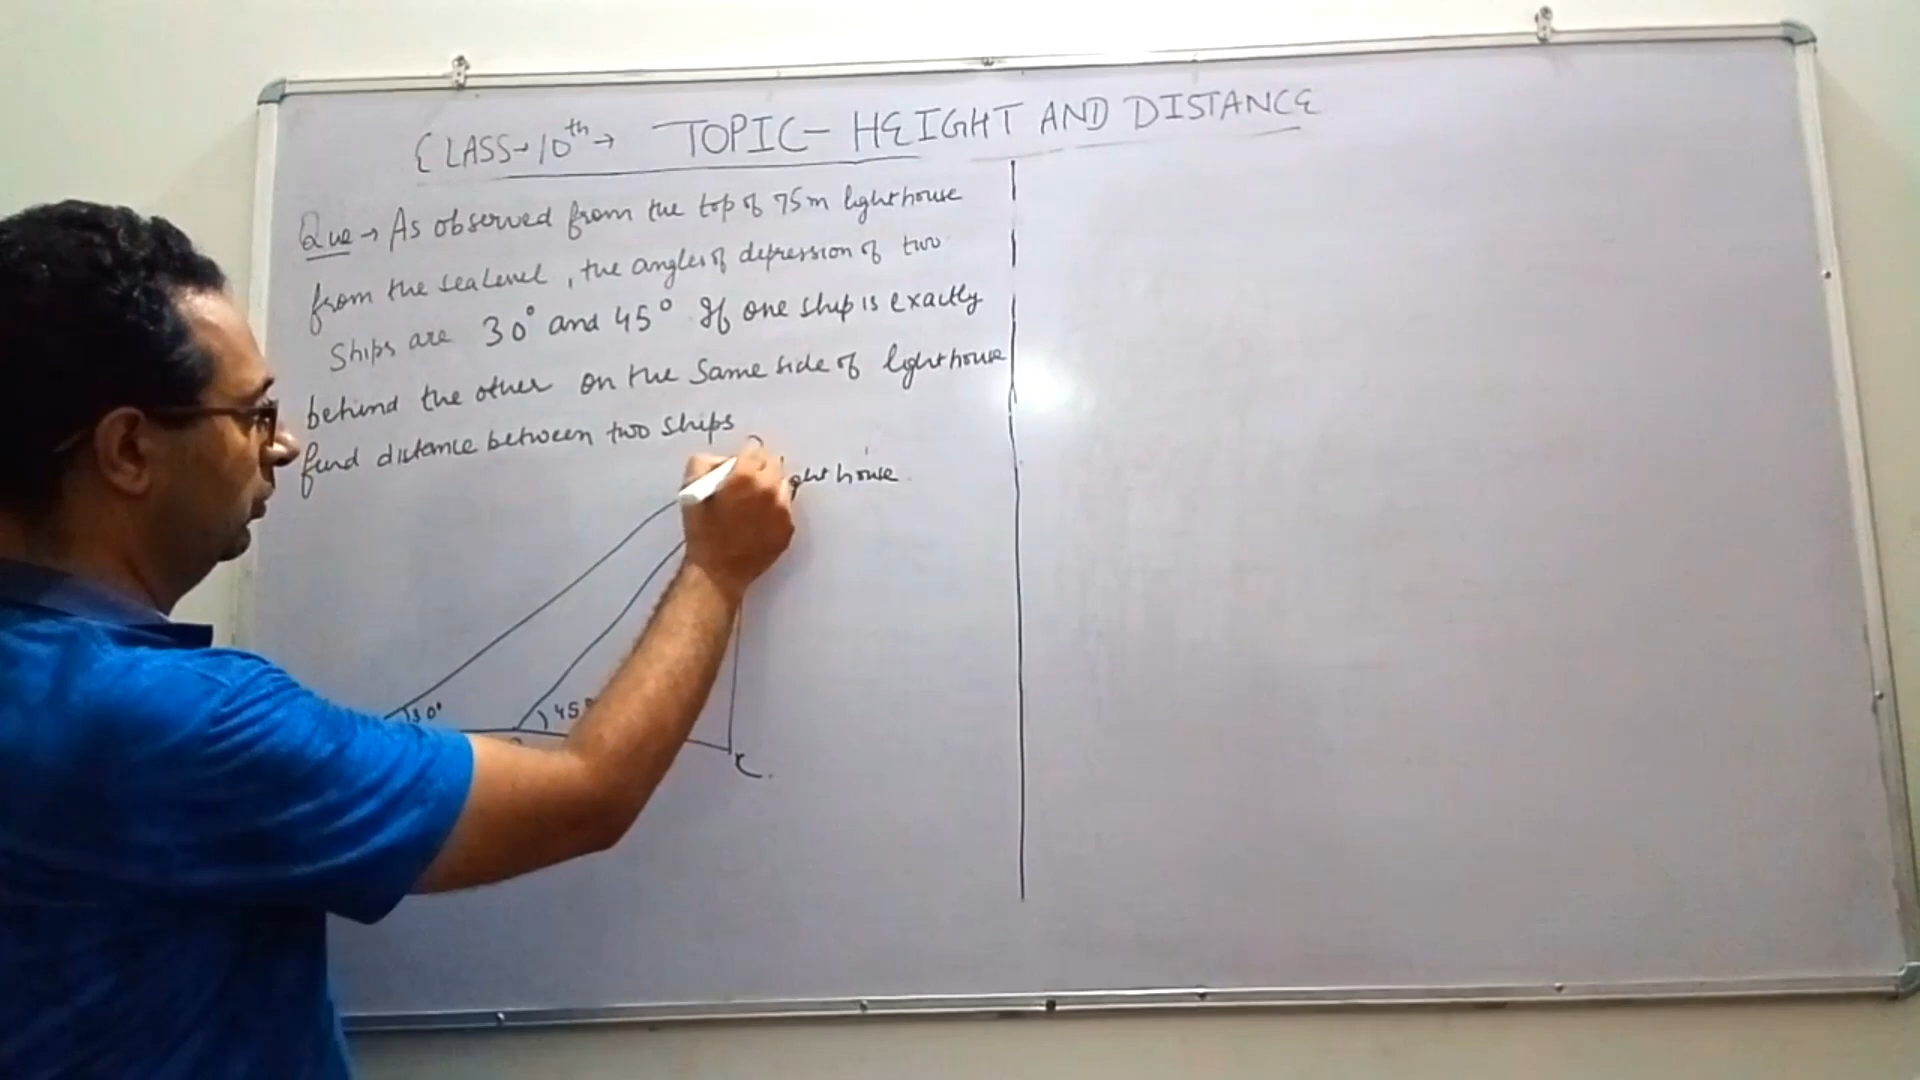 CLASS→10th→ TOPIC- HEIGHT AND DISTANCE
Que → As observed from the top of 75m lighthouse
from the sea level, the angles of depression of two
Ships are 30° and 45° If one ship is exactly
behind the other on the same side of lighthouse
find distance between two ships
house
30°
45°
C.